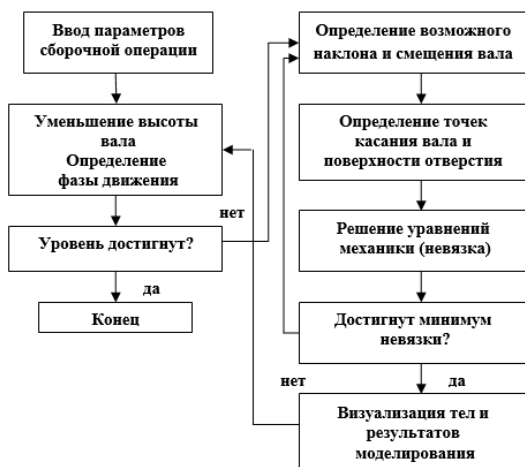 Ввод параметров
сборочной операции
Уменьшение высоты
вала
Определение
фазы движения
нет
Уровень достигнут?
да
Конец
Определение возможного
наклона и смещения вала
Определение точек
касания вала и
поверхности отверстия
Решение уравнений
механики (невязка)
Достигнут минимум
невязки?
нет
да
Визуализация тел и
результатов
моделирования